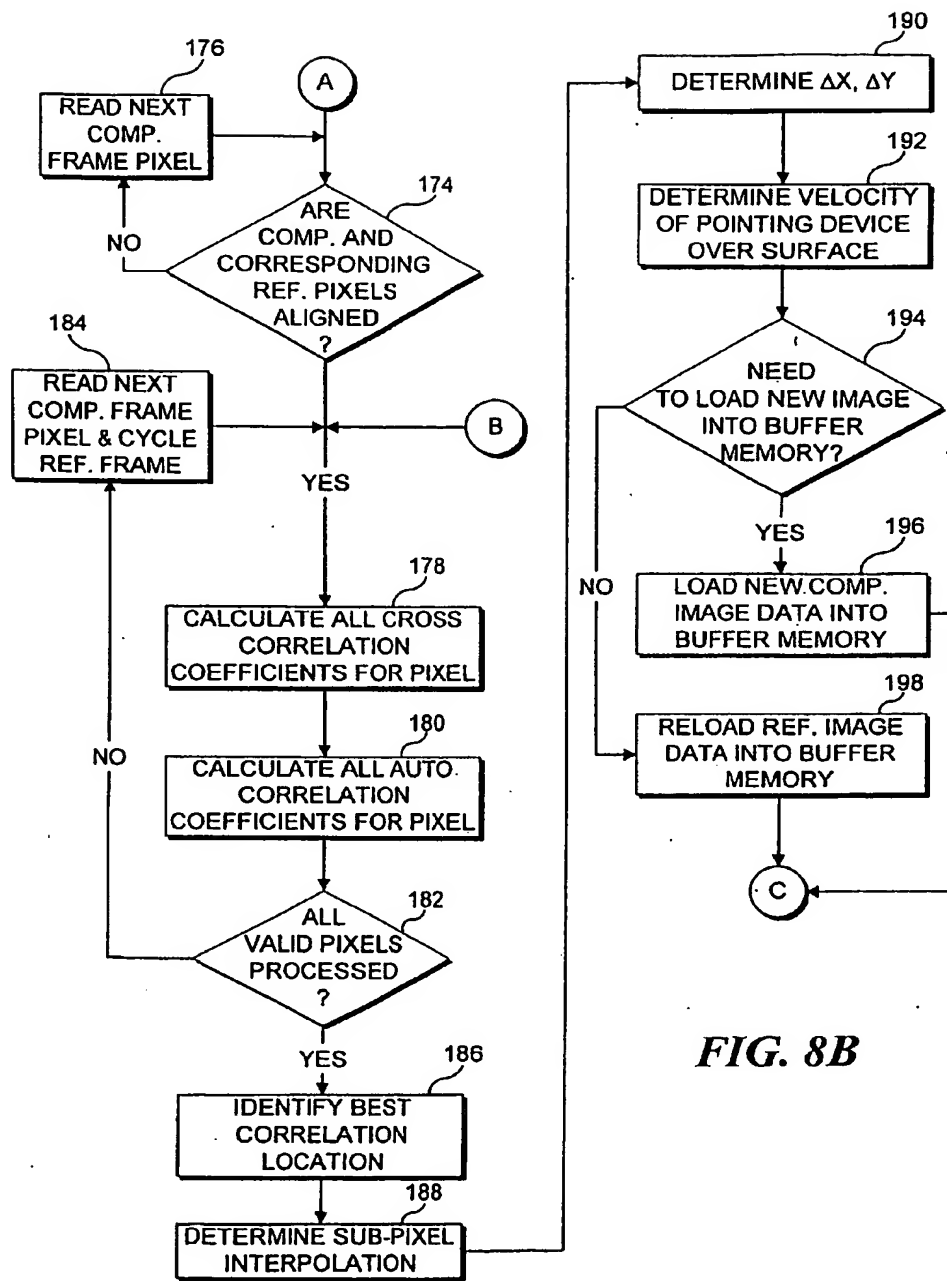 176
A
READ NEXT
COMP.
FRAME PIXEL
174
ARE
COMP. AND
CORRESPONDING
REF. PIXELS
ALIGNED
?
NO
184
READ NEXT
COMP. FRAME
PIXEL & CYCLE
REF. FRAME
B
YES
178
CALCULATE ALL CROSS
CORRELATION
COEFFICIENTS FOR PIXEL
NO
180
CALCULATE ALL AUTO.
CORRELATION
COEFFICIENTS FOR PIXEL
182
ALL
VALID PIXELS
PROCESSED
?
YES
186
IDENTIFY BEST
CORRELATION
LOCATION
188
DETERMINE SUB-PIXEL
INTERPOLATION
190
DETERMINE ΔX, ΔY
192
DETERMINE VELOCITY
OF POINTING DEVICE
OVER SURFACE
194
NEED
TO LOAD NEW IMAGE
INTO BUFFER
MEMORY?
YES
196
NO
LOAD NEW COMP.
IMAGE DATA INTO
BUFFER MEMORY
198
RELOAD REF. IMAGE
DATA INTO BUFFER
MEMORY
C
FIG. 8B